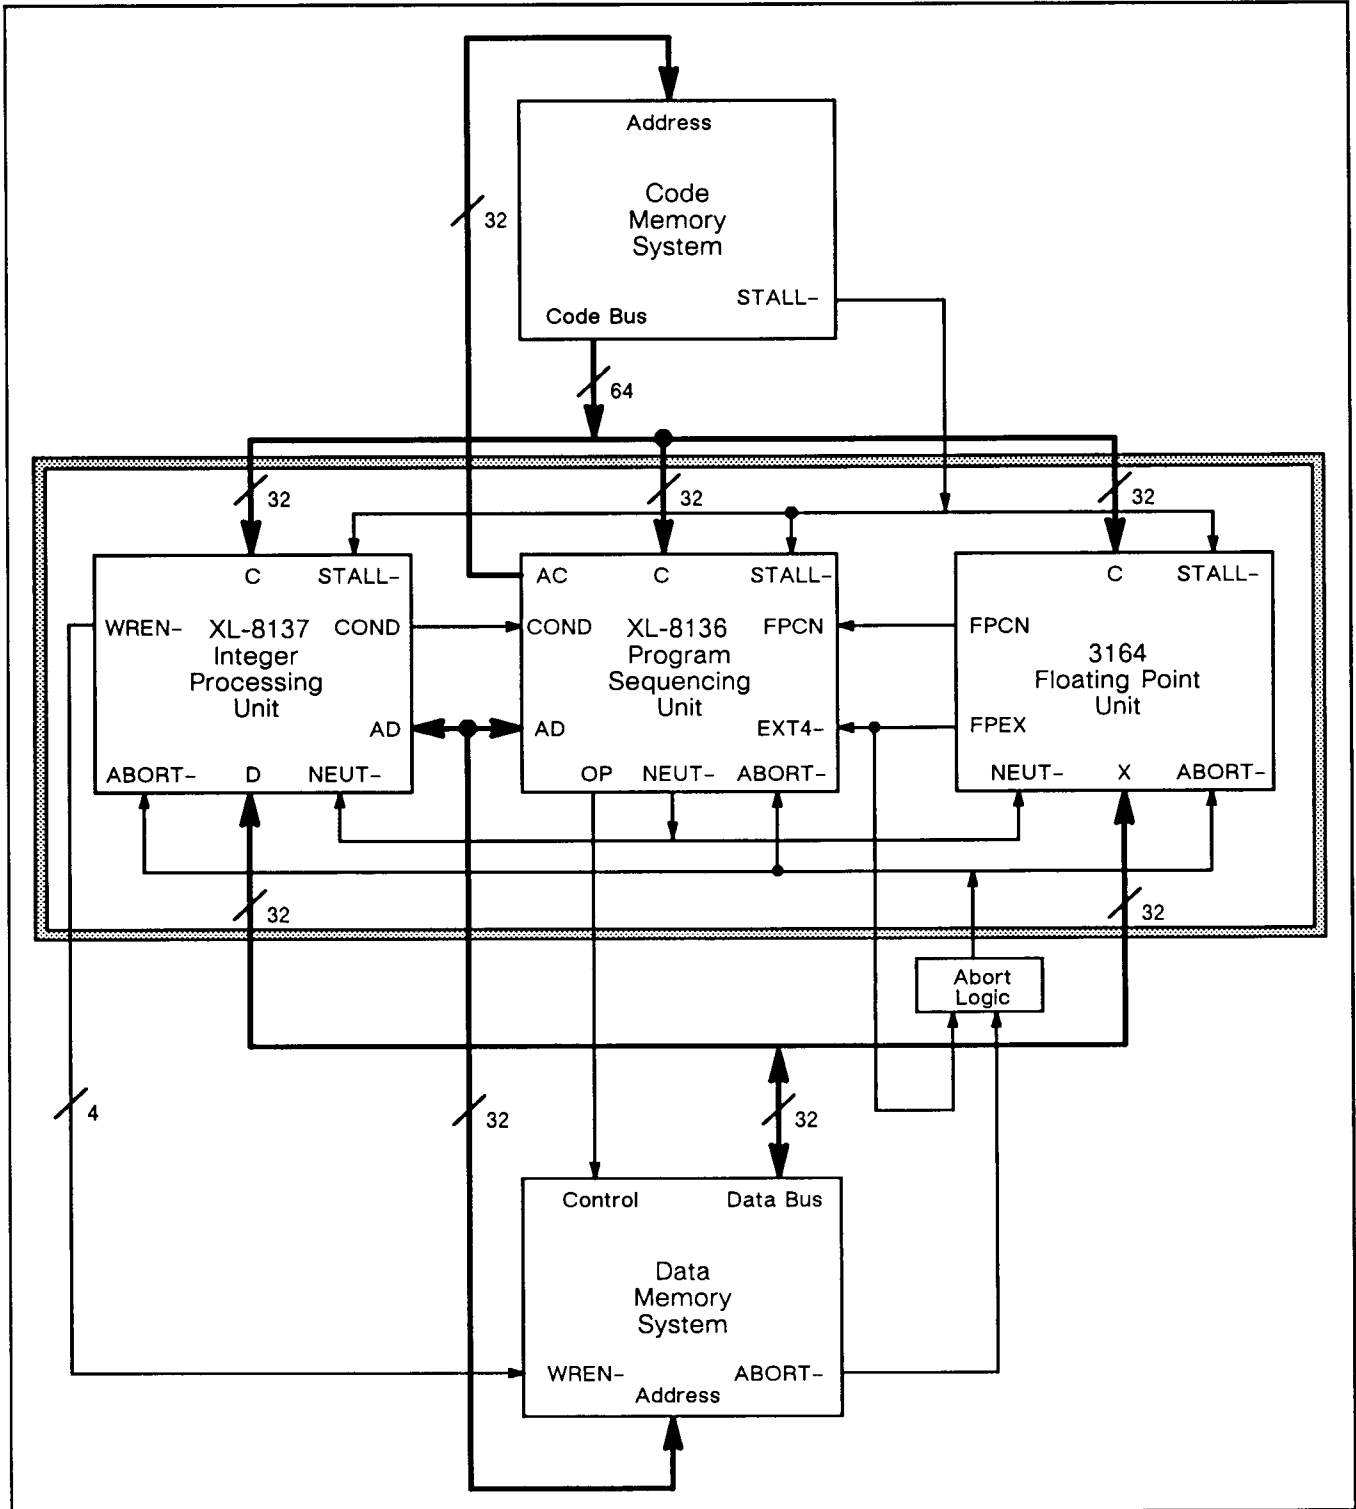 Address
Code
Memory
System
32
STALL-
Code Bus
64
32
32
32
C STALL-
AC C STALL-
C STALL-
WREN- XL-8137 COND
Integer
Processing
Unit
AD
ABORT- D NEUT-
COND XL-8136 FPCN
Program
Sequencing
Unit
AD EXT4-
OP NEUT- ABORT-
FPCN
3164
Floating Point
Unit
FPEX
NEUT- X ABORT-
32
32
Abort
Logic
4
32
32
Control Data Bus
Data
Memory
System
WREN- ABORT-
Address